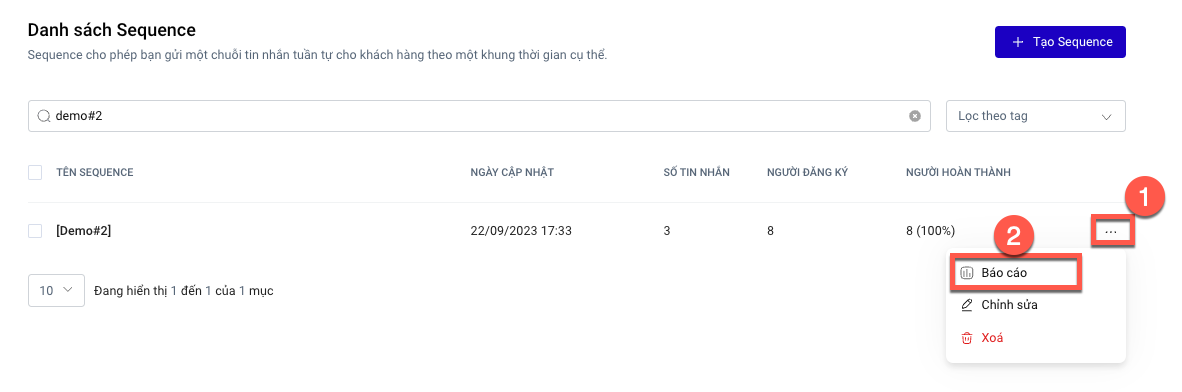 Danh sách Sequence
Sequence cho phép bạn gửi một chuỗi tin nhắn tuần tự cho khách hàng theo một khung thời gian cụ thể.
+ Tạo Sequence
demo#2
Lọc theo tag
TÊN SEQUENCE NGÀY CẬP NHẬT SỐ TIN NHẮN NGƯỜI ĐĂNG KÝ NGƯỜI HOÀN THÀNH
1
[Demo#2] 22/09/2023 17:33 3 8 8 (100%) ...
2
Báo cáo
10 Đang hiển thị 1 đến 1 của 1 mục
Chỉnh sửa
Xoá